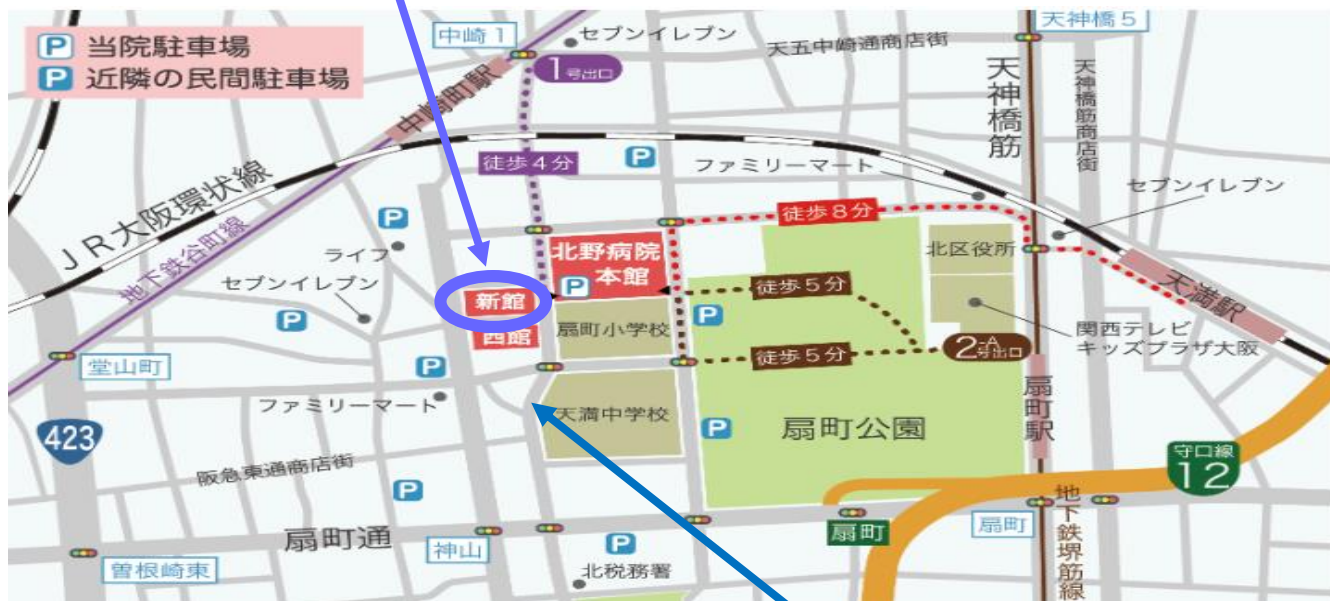 P 当院駐車場
P 近隣の民間駐車場
中崎1
セブンイレブン
天五中崎通商店街
天神橋5
1号出口
中崎町駅
天神橋筋
天神橋筋商店街
徒歩4分
P
ファミリーマート
セブンイレブン
JR大阪環状線
地下鉄谷町線
P
徒歩8分
ライフ
北野病院
本館
P
北区役所
セブンイレブン
新館
徒歩5分
天満駅
P
西館
扇町小学校
P
関西テレビ
キッズプラザ大阪
堂山町
P
徒歩5分
2-A号出口
扇町駅
ファミリーマート
天満中学校
P
扇町公園
423
守口線
12
阪急東通商店街
P
扇町通
神山
扇町
扇町
地下鉄堺筋線
曽根崎東
P
北税務署